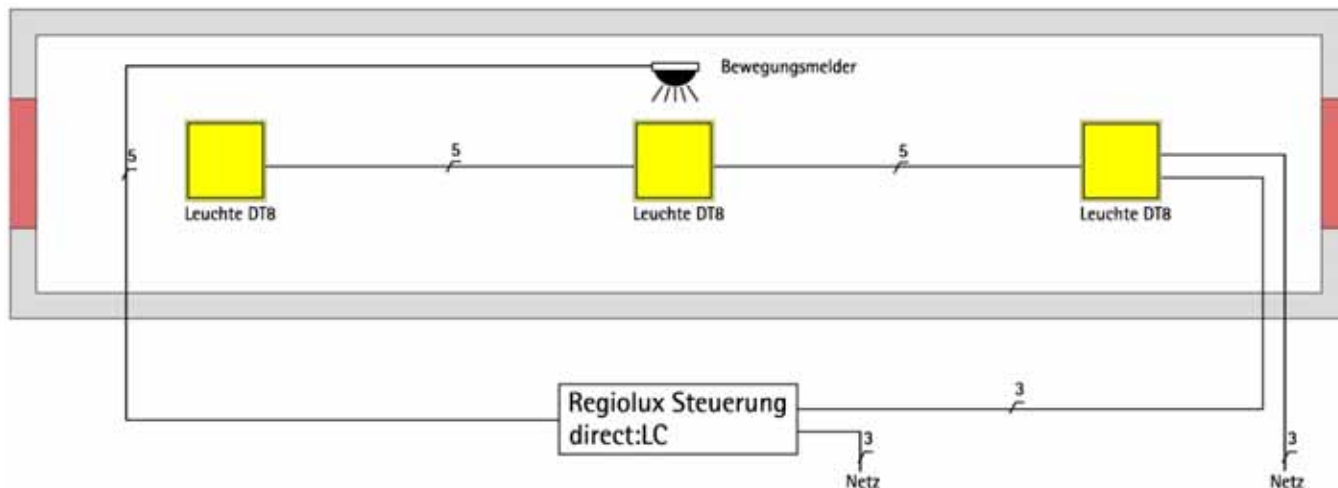 Bewegungsmelder
5
5
5
Leuchte DT8
Leuchte DT8
Leuchte DT8
Regiolux Steuerung
direct:LC
3
3
Netz
3
Netz